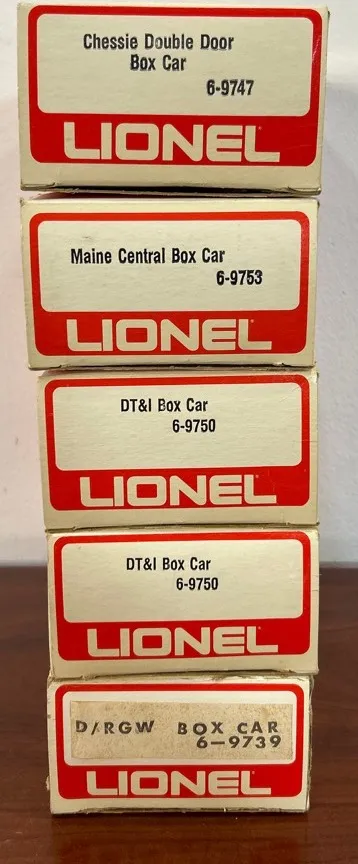 Chessie Double Door
Box Car
6-9747
LIONEL
Maine Central Box Car
6-9753
LIONEL
DT&I Box Car
6-9750
LIONEL
DT&I Box Car
6-9750
LIONEL
D/RGW BOX CAR
6-9739
LIONEL